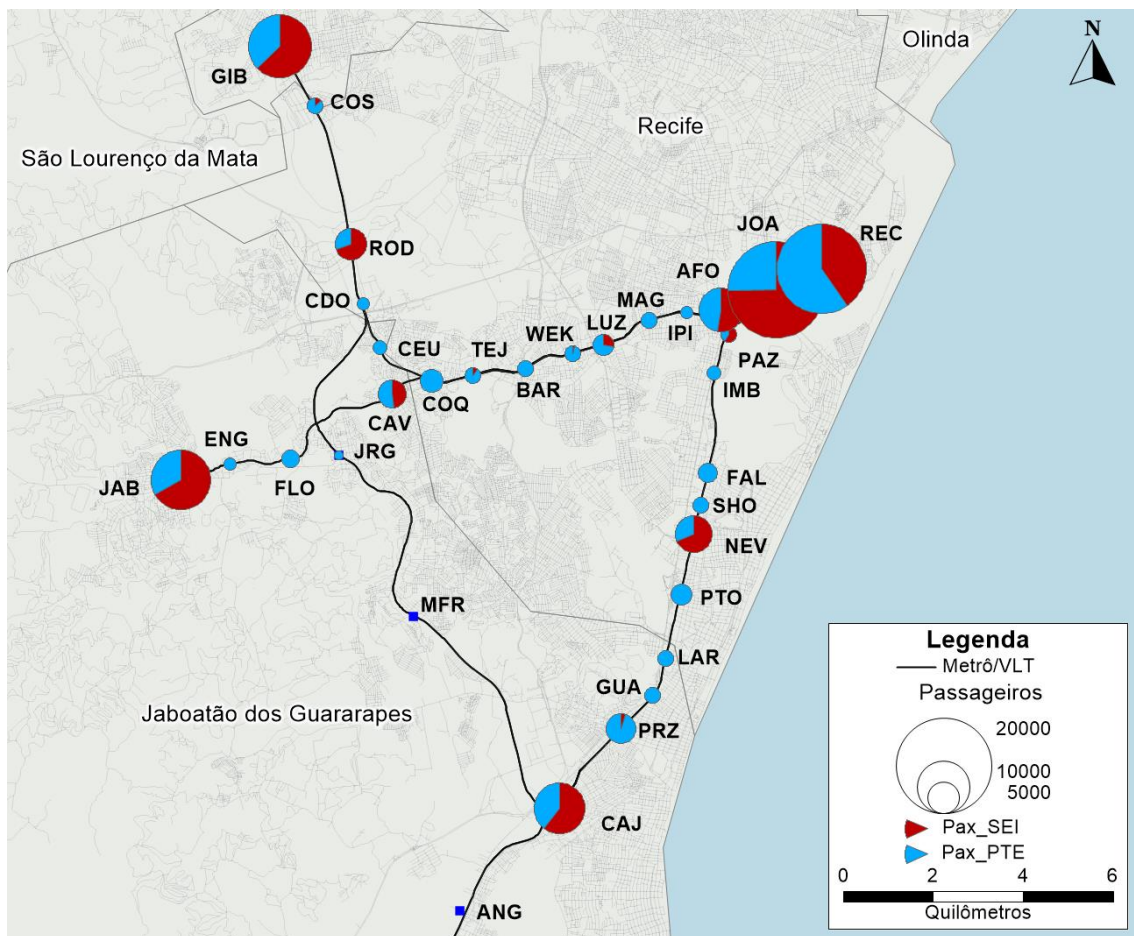 Olinda
N
GIB
COS
Recife
São Lourenço da Mata
JOA
REC
ROD
AFO
CDO
MAG
LUZ
WEK
IPI
CEU
TEJ
PAZ
BAR
IMB
COQ
CAV
ENG
JRG
FAL
JAB
FLO
SHO
NEV
PTO
MFR
LAR
GUA
Jaboatão dos Guararapes
PRZ
CAJ
ANG
Legenda
Metrô/VLT
Passageiros
20000
10000
5000
Pax_SEI
Pax_PTE
0 2 4 6
Quilômetros